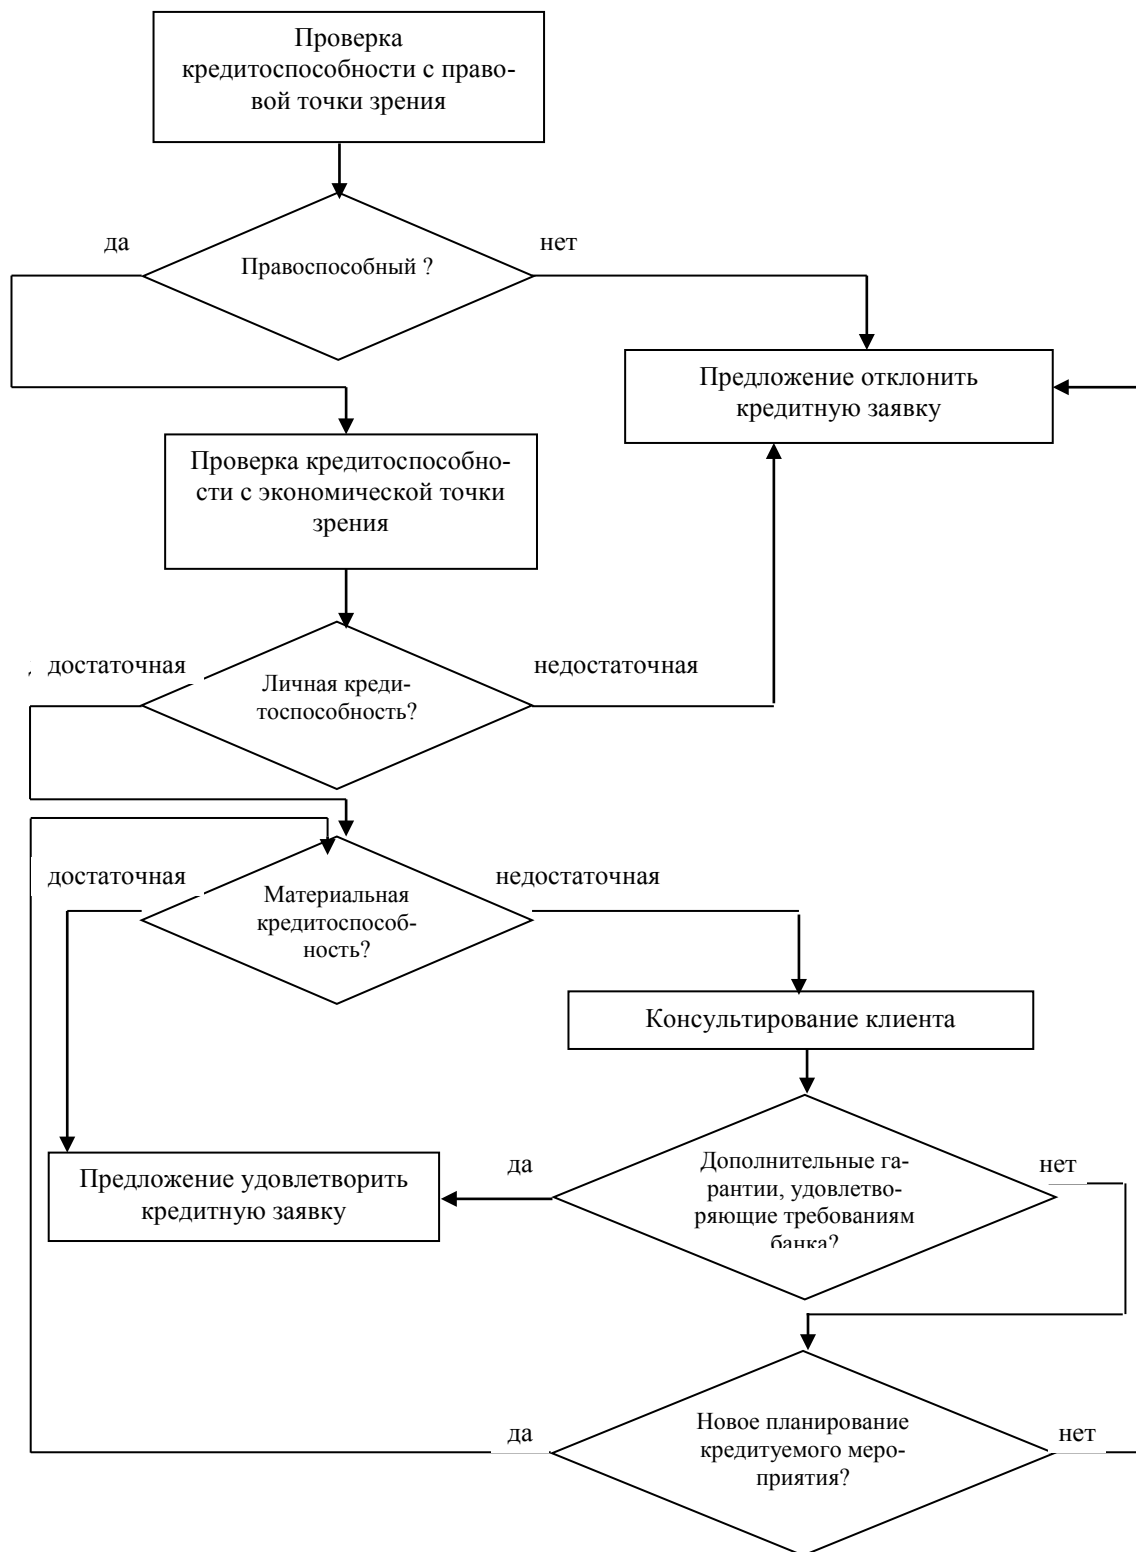 Проверка
кредитоспособности с право-
вой точки зрения
да
нет
Правоспособный ?
Предложение отклонить
кредитную заявку
Проверка кредитоспособно-
сти с экономической точки
зрения
достаточная
недостаточная
Личная креди-
тоспособность?
достаточная
недостаточная
Материальная
кредитоспособ-
ность?
Консультирование клиента
Предложение удовлетворить
кредитную заявку
да
Дополнительные га-
рантии, удовлетво-
ряющие требованиям
банка?
нет
да
Новое планирование
кредитуемого меро-
приятия?
нет